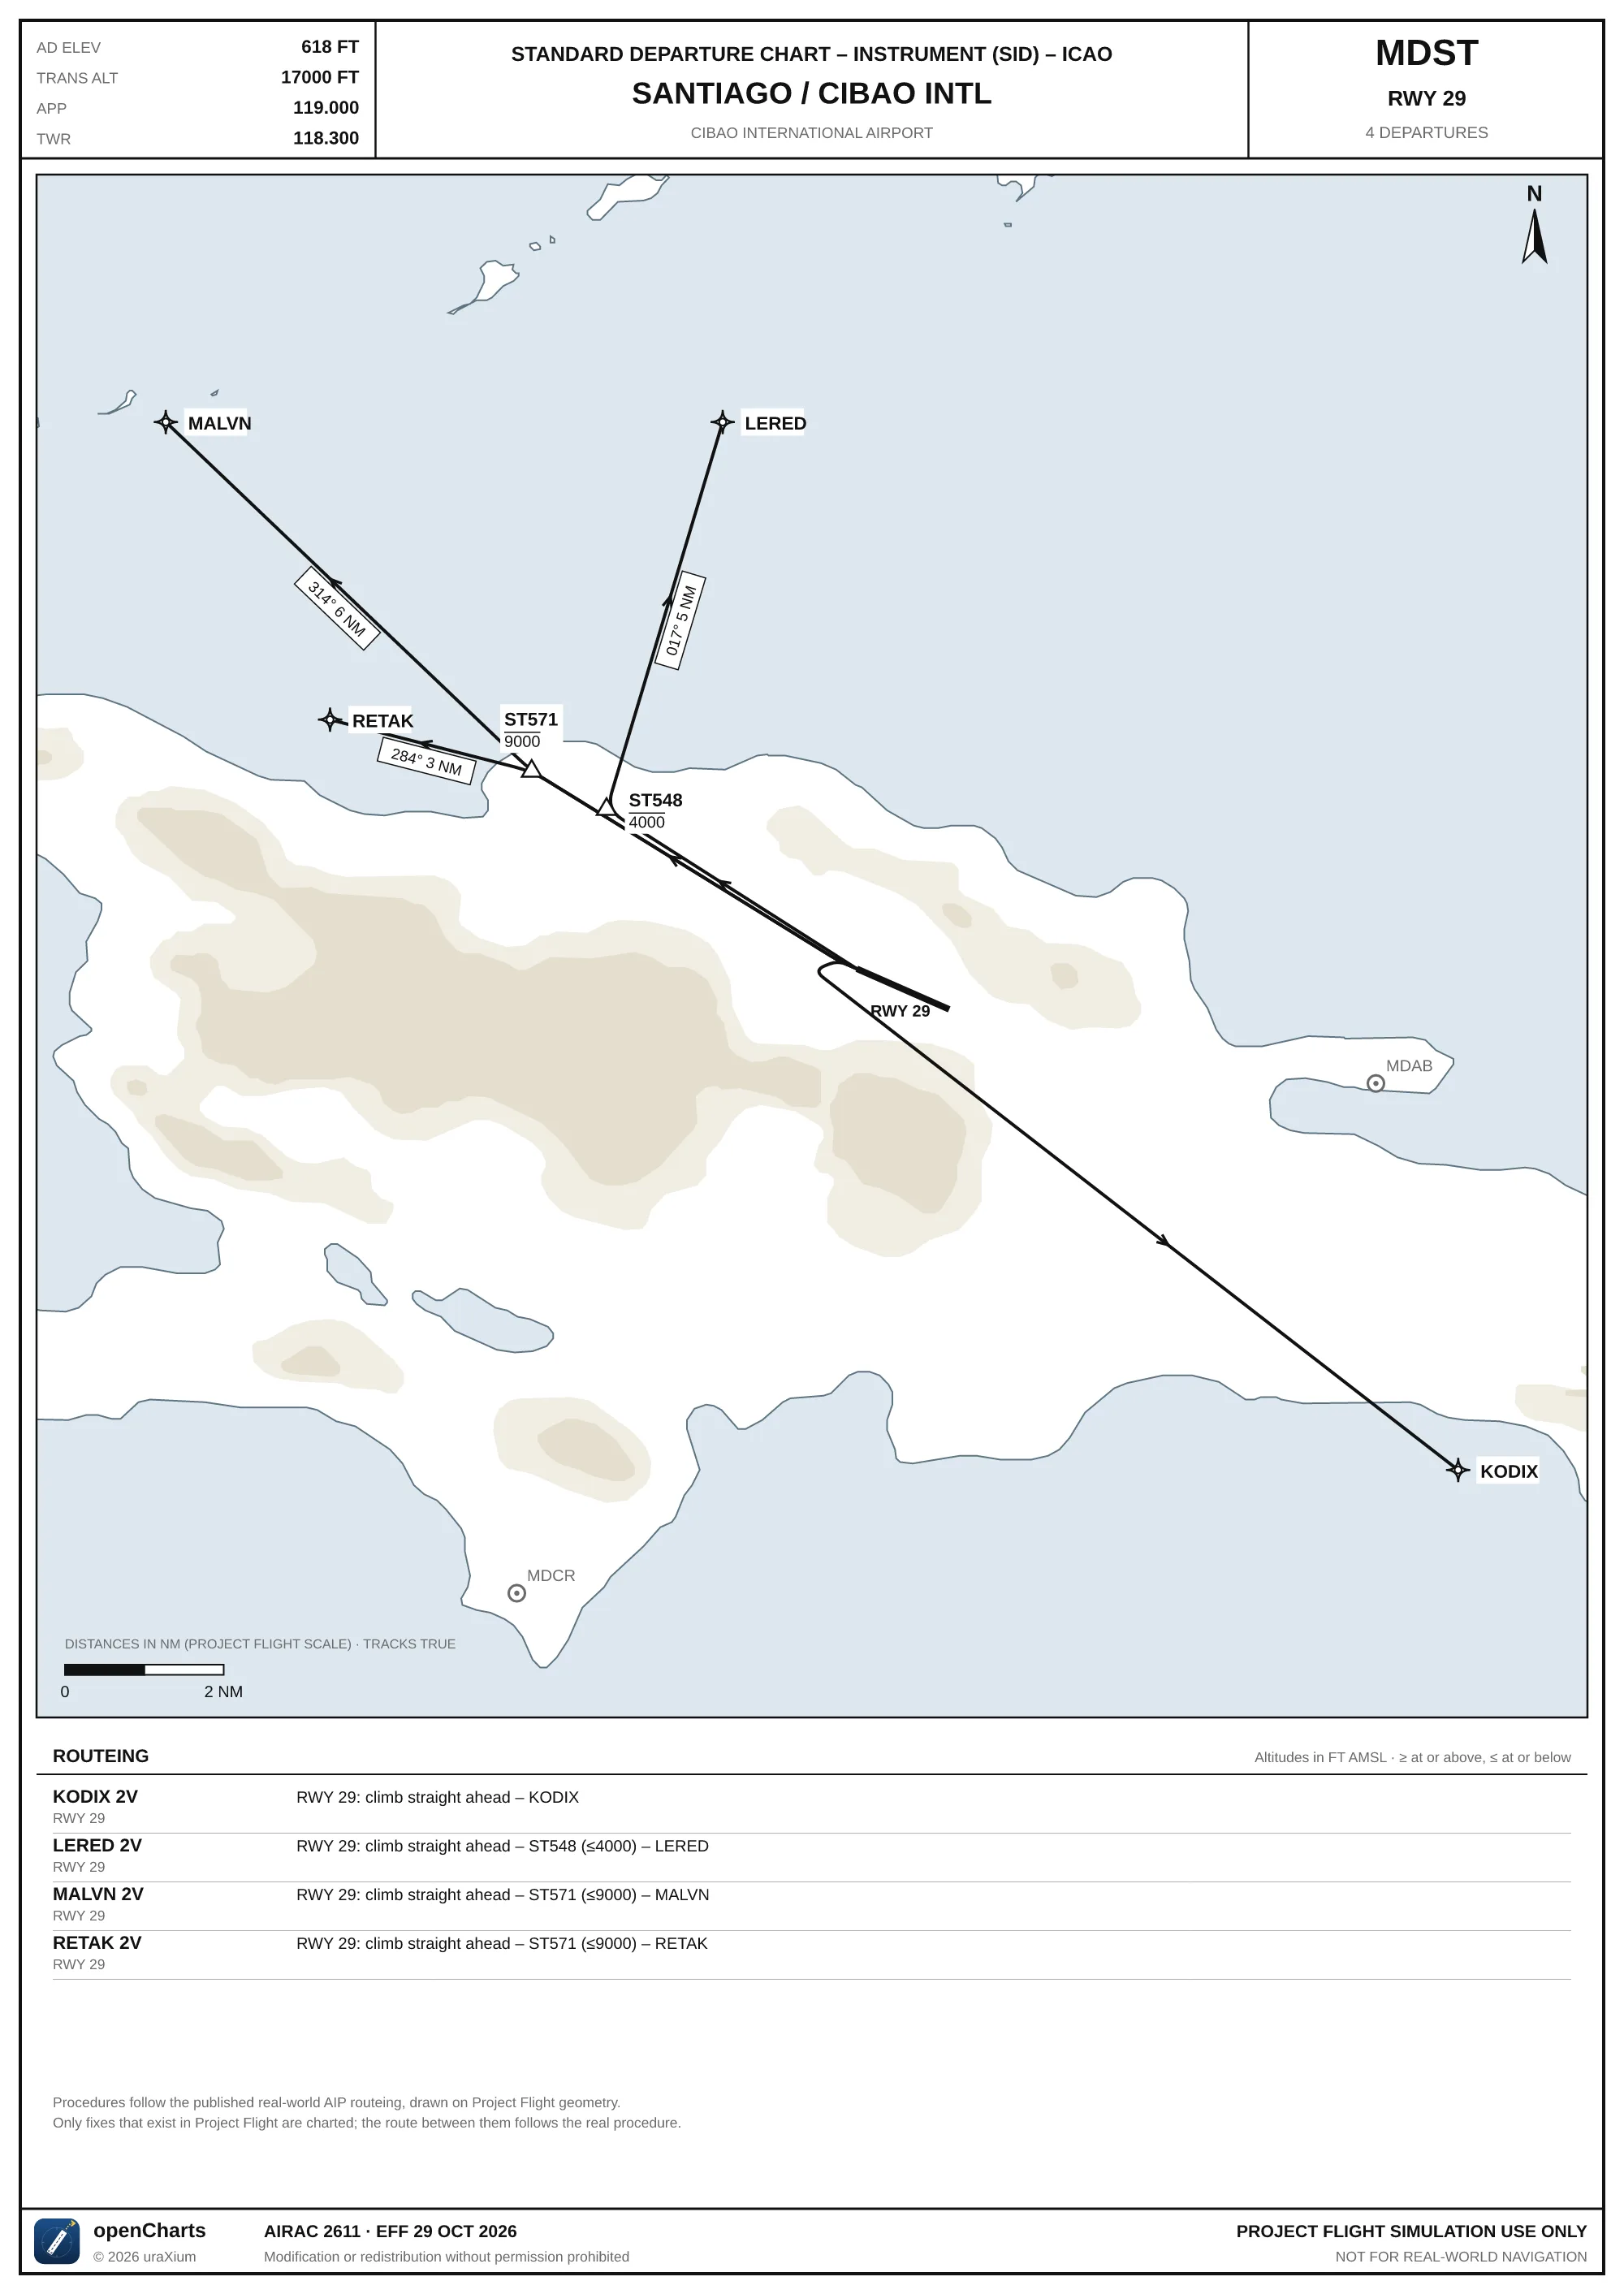 AD ELEV 618 FT
TRANS ALT 17000 FT
APP 119.000
TWR 118.300
STANDARD DEPARTURE CHART – INSTRUMENT (SID) – ICAO
SANTIAGO / CIBAO INTL
CIBAO INTERNATIONAL AIRPORT
MDST
RWY 29
4 DEPARTURES
N
MALVN
LERED
314° 6 NM
017° 5 NM
RETAK
ST571
9000
284° 3 NM
ST548
4000
RWY 29
MDAB
KODIX
MDCR
DISTANCES IN NM (PROJECT FLIGHT SCALE) · TRACKS TRUE
0 2 NM
ROUTEING
Altitudes in FT AMSL · ≥ at or above, ≤ at or below
KODIX 2V RWY 29: climb straight ahead – KODIX
RWY 29
LERED 2V RWY 29: climb straight ahead – ST548 (≤4000) – LERED
RWY 29
MALVN 2V RWY 29: climb straight ahead – ST571 (≤9000) – MALVN
RWY 29
RETAK 2V RWY 29: climb straight ahead – ST571 (≤9000) – RETAK
RWY 29
Procedures follow the published real-world AIP routeing, drawn on Project Flight geometry.
Only fixes that exist in Project Flight are charted; the route between them follows the real procedure.
openCharts
© 2026 uraXium
AIRAC 2611 · EFF 29 OCT 2026
Modification or redistribution without permission prohibited
PROJECT FLIGHT SIMULATION USE ONLY
NOT FOR REAL-WORLD NAVIGATION